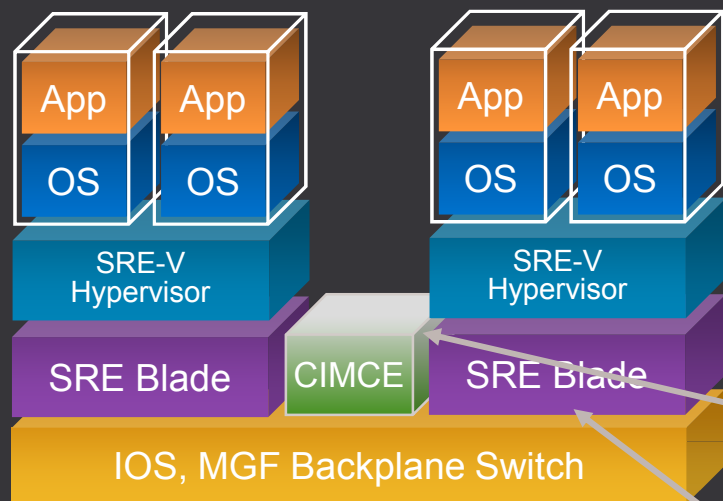 App
App
App
App
OS
OS
OS
OS
SRE-V
Hypervisor
SRE-V
Hypervisor
SRE Blade
CIMCE
SRE Blade
IOS, MGF Backplane Switch